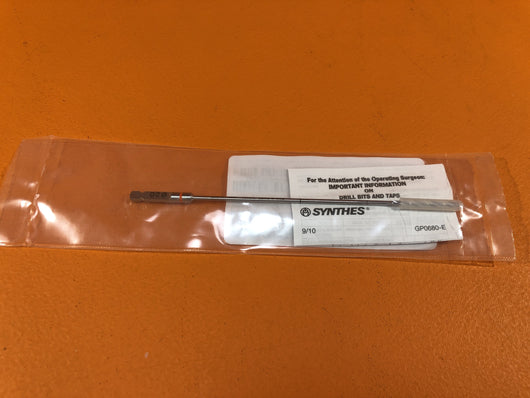 For the Attention of the Operating Surgeon:
IMPORTANT INFORMATION
ON
DRILL BITS AND TAPS
SYNTHES®
9/10
GP0680-E